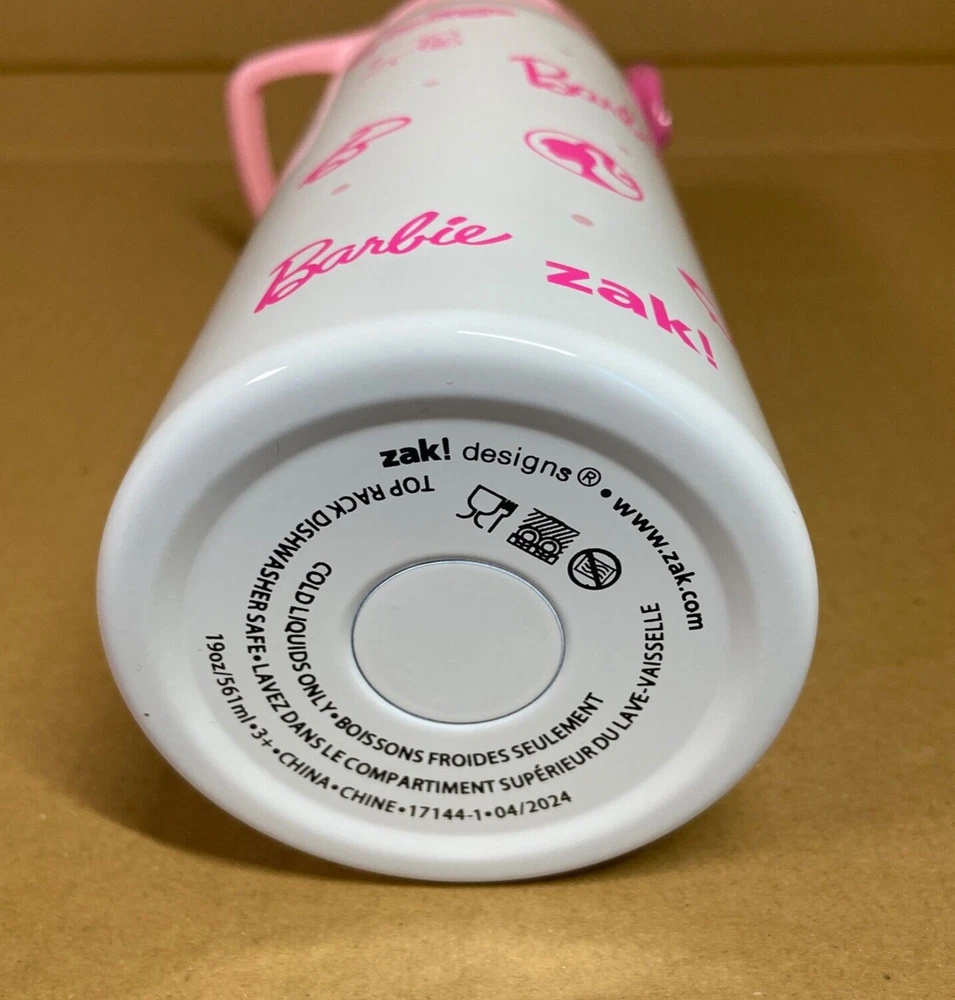 Barbie
Barbie
zak!
zak! designs®•www.zak.com
TOP RACK DISHWASHER SAFE•LAVEZ DANS LE COMPARTIMENT SUPÉRIEUR DU LAVE-VAISSELLE
COLD LIQUIDS ONLY•BOISSONS FROIDES SEULEMENT
19oz/561ml•3+•CHINA•CHINE•17144-1•04/2024